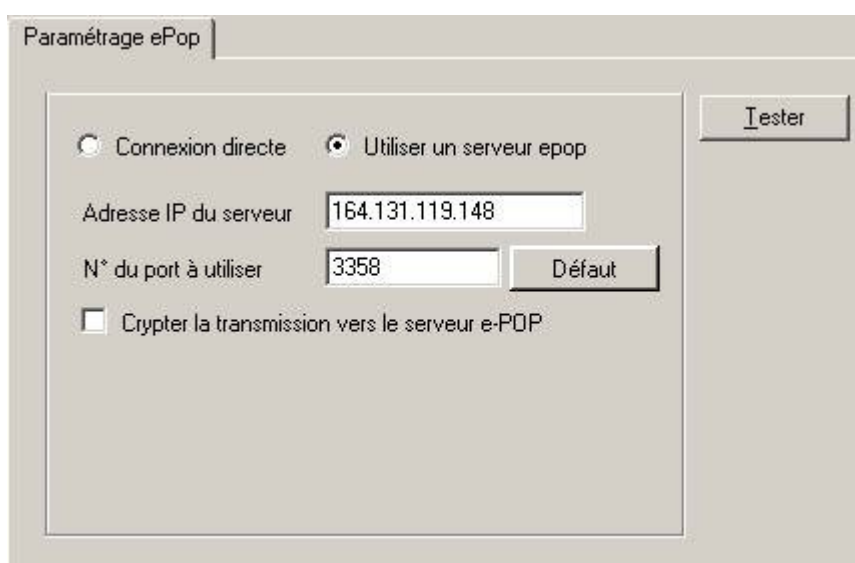 Paramétrage ePop
Tester
Connexion directe
Utiliser un serveur epop
Adresse IP du serveur
164.131.119.148
N° du port à utiliser
3358
Défaut
Crypter la transmission vers le serveur e-POP